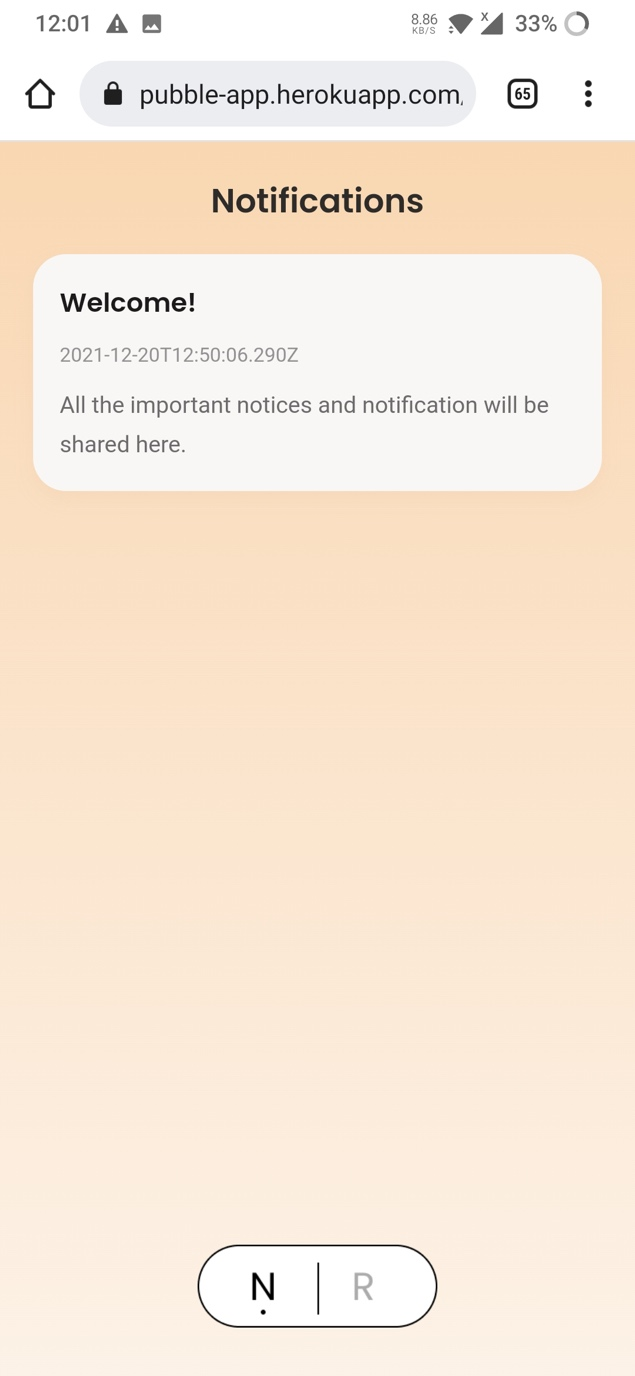 12:01 8.86 KB/S X 33%
pubble-app.herokuapp.com/ 65
Notifications
Welcome!
2021-12-20T12:50:06.290Z
All the important notices and notification will be
shared here.
N | R